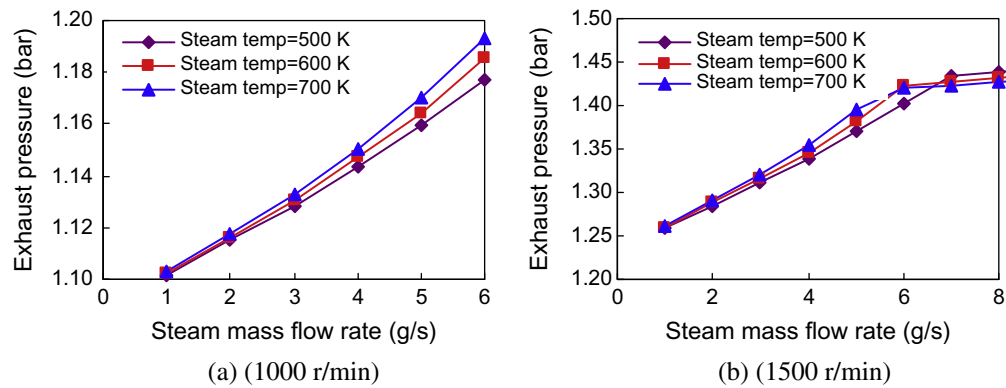 1.20
1.18
1.16
1.14
1.12
1.10
Exhaust pressure (bar)
Steam temp=500 K
Steam temp=600 K
Steam temp=700 K
0 1 2 3 4 5 6
Steam mass flow rate (g/s)
(a) (1000 r/min)
1.50
1.45
1.40
1.35
1.30
1.25
1.20
Exhaust pressure (bar)
Steam temp=500 K
Steam temp=600 K
Steam temp=700 K
0 2 4 6 8
Steam mass flow rate (g/s)
(b) (1500 r/min)